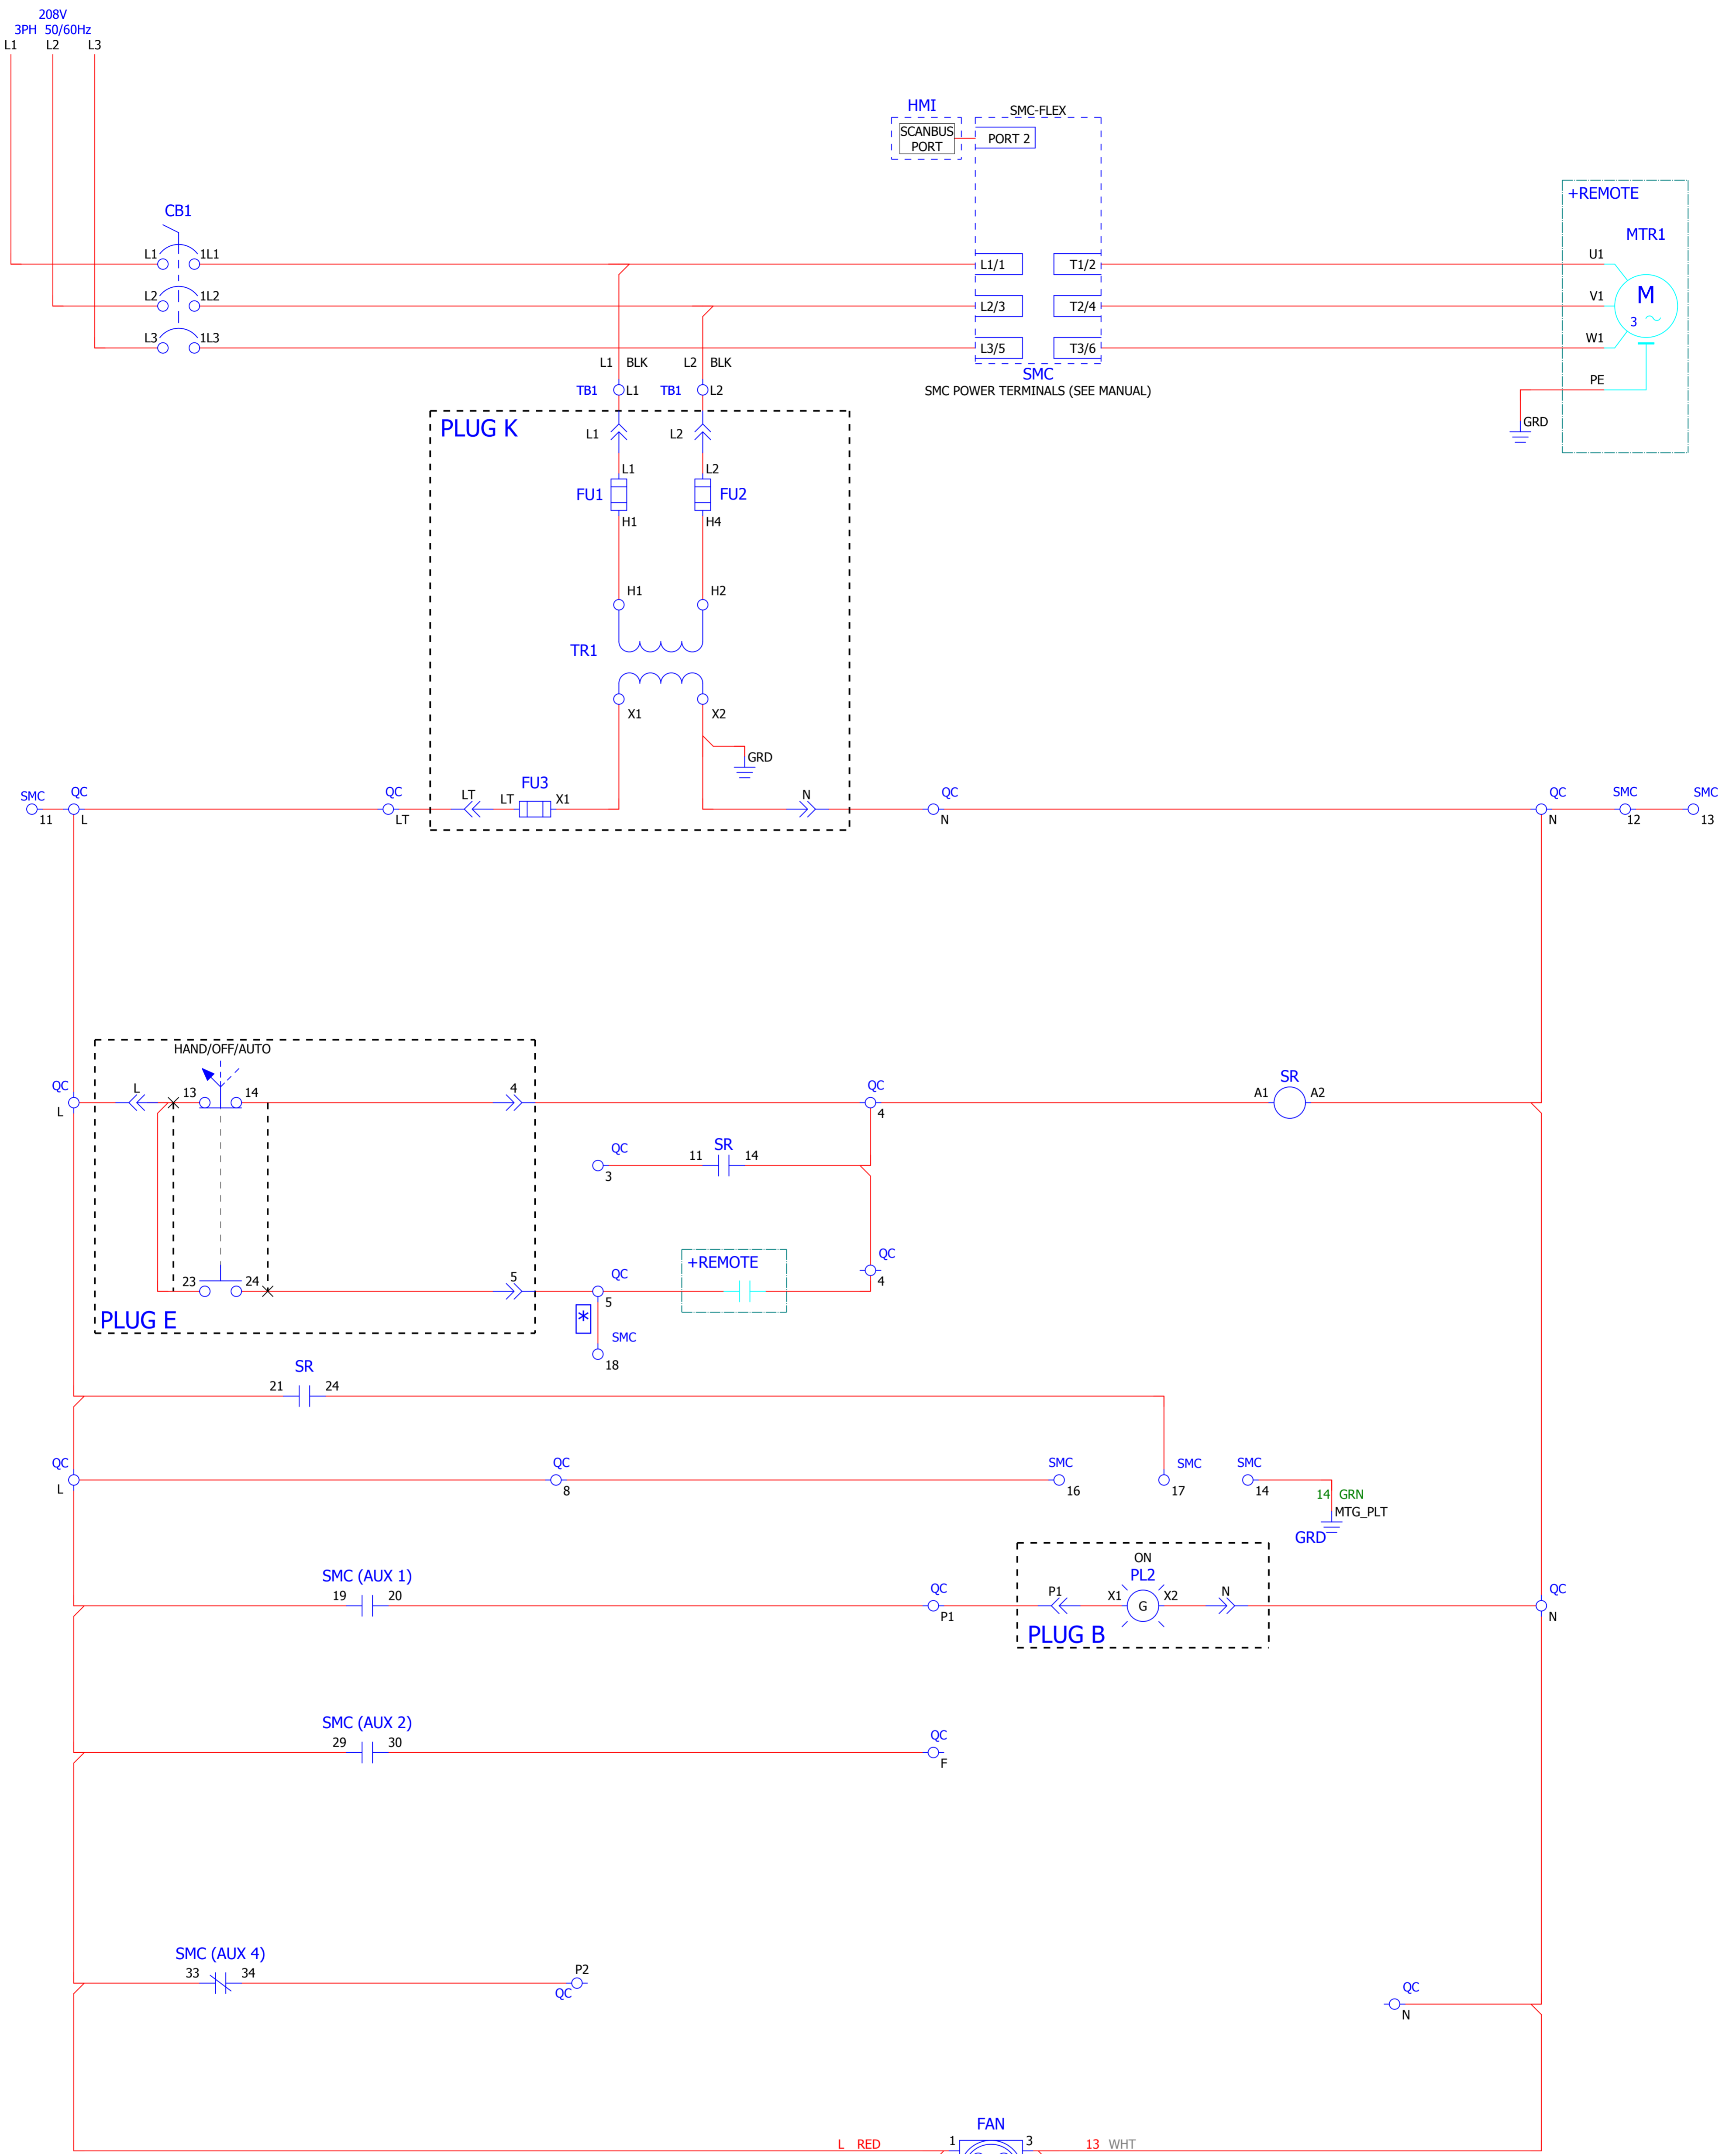 208V
3PH 50/60Hz
L1 L2 L3
HMI
SMC-FLEX
SCANBUS
PORT
PORT 2
+REMOTE
CB1
MTR1
L1 1L1
L1/1 T1/2
U1
L2 1L2
L2/3 T2/4
V1
M
3
L3 1L3
L3/5 T3/6
W1
L1 BLK L2 BLK
SMC
PE
TB1 L1 TB1 L2
SMC POWER TERMINALS (SEE MANUAL)
PLUG K
GRD
L1 L2
L1 L2
FU1 FU2
H1 H4
H1 H2
TR1
X1 X2
GRD
FU3
SMC QC QC
LT LT X1 N
QC QC SMC SMC
11 L LT N N 12 13
HAND/OFF/AUTO
QC L 13 14 4 QC SR
A1 A2
L 4
QC SR
11 14
3
QC
+REMOTE
QC
23 24 5
4
5
PLUG E
*
SMC
18
SR
21 24
QC QC SMC SMC SMC
L 8 16 17 14
14 GRN
MTG_PLT
GRD
ON
SMC (AUX 1)
PL2
19 20 QC P1 X1 X2 N QC
G
P1 N
PLUG B
SMC (AUX 2)
29 30 QC
F
SMC (AUX 4)
33 34 P2
QC
QC
N
FAN
L RED 1 3 13 WHT